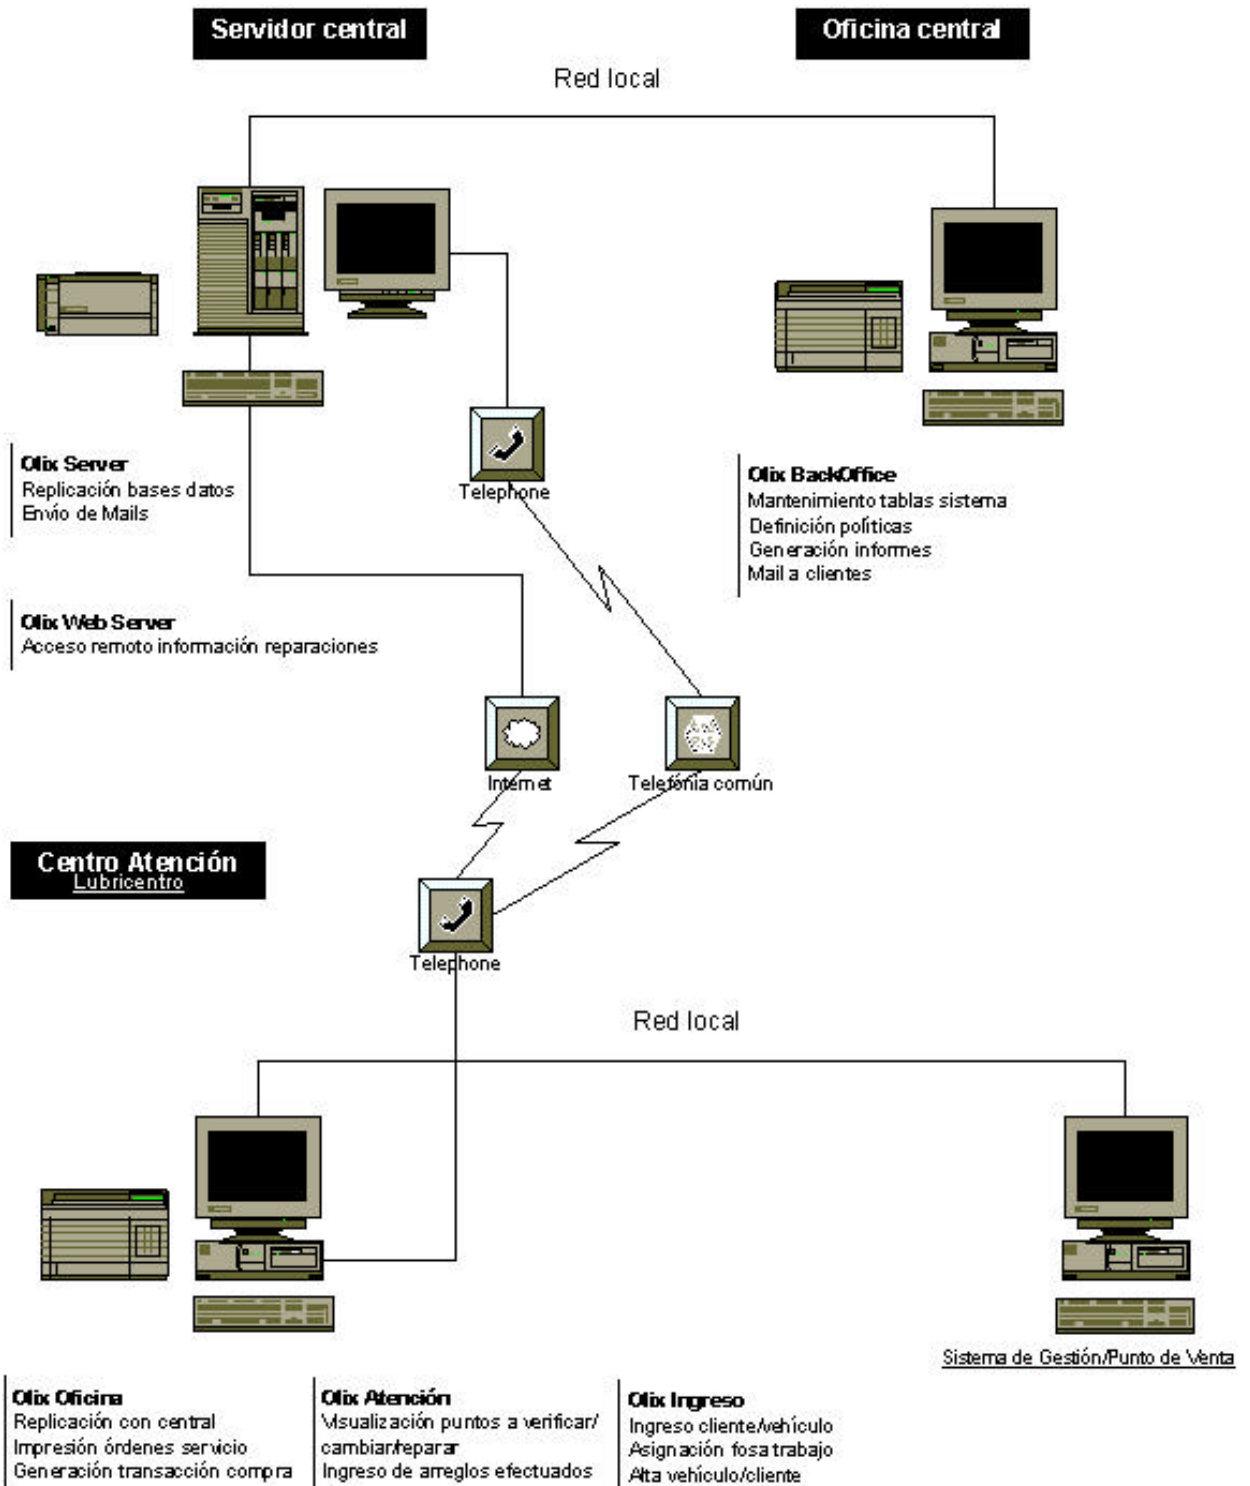 Servidor central
Oficina central
Red local
Telephone
Olix Server
Replicación bases datos
Envío de Mails
Olix BackOffice
Mantenimiento tablas sistema
Definición políticas
Generación informes
Mail a clientes
Olix Web Server
Acceso remoto información reparaciones
Internet
Telefónía común
Centro Atención
Lubricentro
Telephone
Red local
Sistema de Gestión/Punto de Venta
Olix Oficina
Replicación con central
Impresión órdenes servicio
Generación transacción compra
Olix Atención
Visualización puntos a verificar/
cambiar/reparar
Ingreso de arreglos efectuados
Olix Ingreso
Ingreso cliente/vehículo
Asignación fosa trabajo
Alta vehículo/cliente